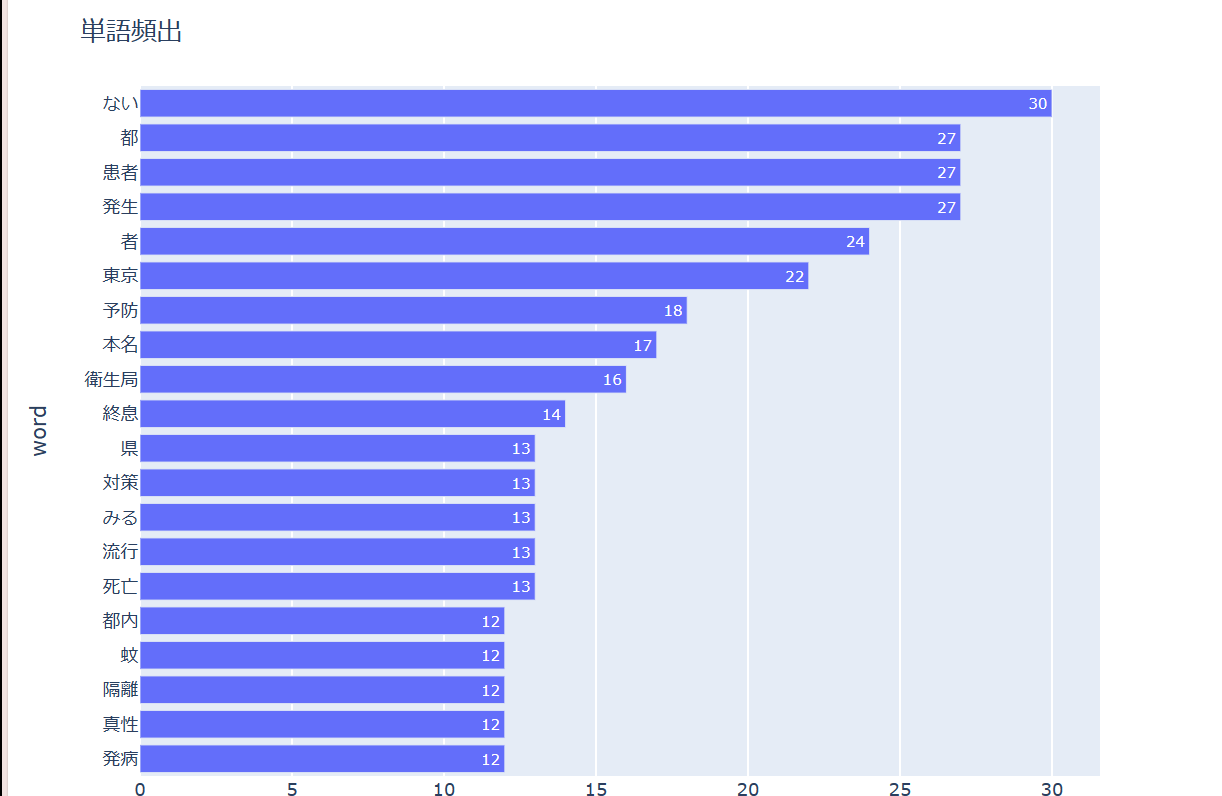 単語頻出
ない 30
都 27
患者 27
発生 27
者 24
東京 22
予防 18
本名 17
衛生局 16
終息 14
word
県 13
対策 13
みる 13
流行 13
死亡 13
都内 12
蚊 12
隔離 12
真性 12
発病 12
0 5 10 15 20 25 30